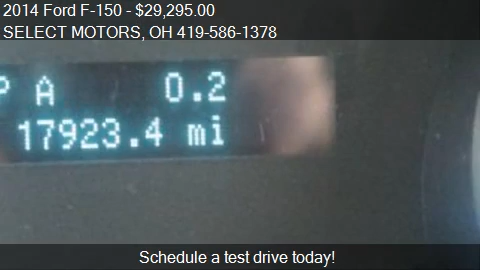 2014 Ford F-150 - $29,295.00
SELECT MOTORS, OH 419-586-1378
P A 0.2
17923.4 mi
Schedule a test drive today!